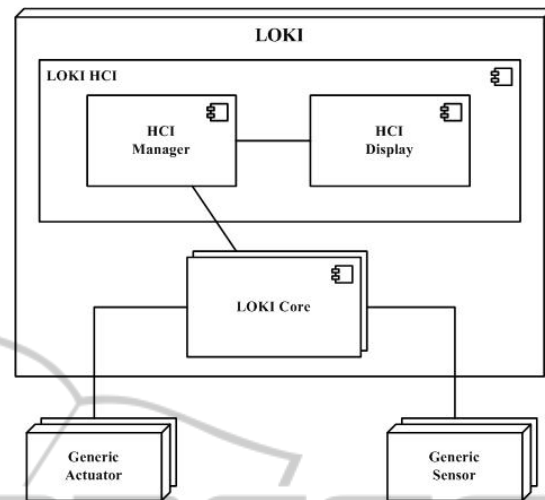 LOKI
LOKI HCI
HCI
Manager
HCI
Display
LOKI Core
Generic
Actuator
Generic
Sensor